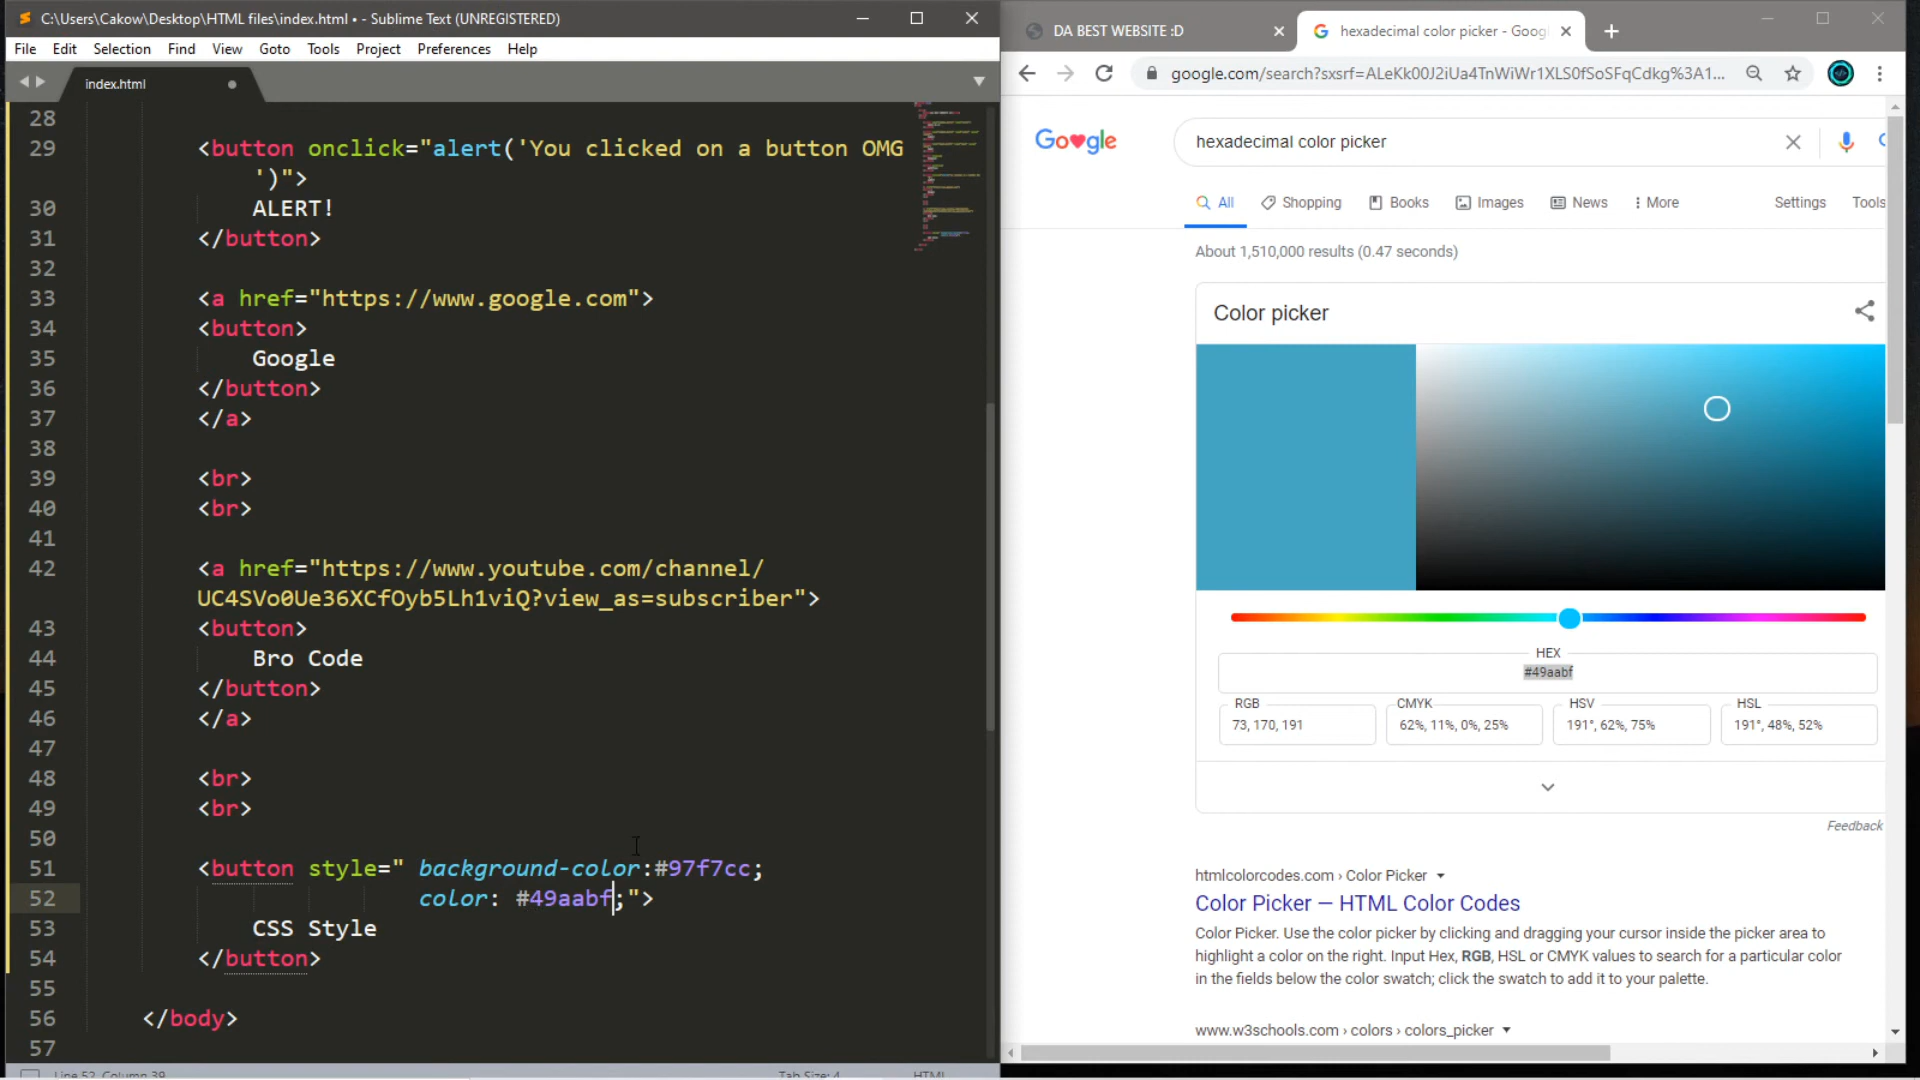 C:\Users\Cakow\Desktop\HTML files\index.html • - Sublime Text (UNREGISTERED)
File Edit Selection Find View Goto Tools Project Preferences Help
index.html
28
29 <button onclick="alert('You clicked on a button OMG
')">
30 ALERT!
31 </button>
32
33 <a href="https://www.google.com">
34 <button>
35 Google
36 </button>
37 </a>
38
39 <br>
40 <br>
41
42 <a href="https://www.youtube.com/channel/
UC4SVo0Ue36XCfOyb5Lh1viQ?view_as=subscriber">
43 <button>
44 Bro Code
45 </button>
46 </a>
47
48 <br>
49 <br>
50
51 <button style=" background-color:#97f7cc;
52 color: #49aabf;">
53 CSS Style
54 </button>
55
56 </body>
57
Line 52, Column 39 Tab Size: 4 HTML
DA BEST WEBSITE :D
hexadecimal color picker - Goog
google.com/search?sxsrf=ALeKk00J2iUa4TnWiWr1XLS0fSoSFqCdkg%3A1...
hexadecimal color picker
All Shopping Books Images News More Settings Tools
About 1,510,000 results (0.47 seconds)
Color picker
HEX
#49aabf
RGB CMYK HSV HSL
73, 170, 191 62%, 11%, 0%, 25% 191°, 62%, 75% 191°, 48%, 52%
Feedback
htmlcolorcodes.com › Color Picker
Color Picker — HTML Color Codes
Color Picker. Use the color picker by clicking and dragging your cursor inside the picker area to
highlight a color on the right. Input Hex, RGB, HSL or CMYK values to search for a particular color
in the fields below the color swatch; click the swatch to add it to your palette.
www.w3schools.com › colors › colors_picker